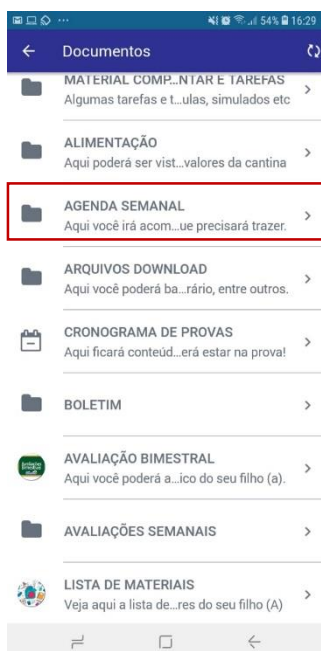 54% 16:29
Documentos
MATERIAL COMP...NTAR E TAREFAS
Algumas tarefas e t...ulas, simulados etc
ALIMENTAÇÃO
Aqui poderá ser vist...valores da cantina
AGENDA SEMANAL
Aqui você irá acom...ue precisará trazer.
ARQUIVOS DOWNLOAD
Aqui você poderá ba...rário, entre outros.
CRONOGRAMA DE PROVAS
Aqui ficará conteúd...erá estar na prova!
BOLETIM
AVALIAÇÃO BIMESTRAL
Aqui você poderá a...ico do seu filho (a).
AVALIAÇÕES SEMANAIS
LISTA DE MATERIAIS
Veja aqui a lista de...res do seu filho (A)